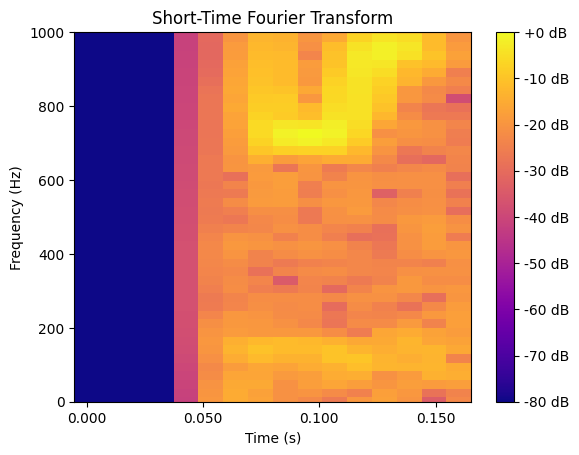 Short-Time Fourier Transform
1000
800
600
400
200
0
Frequency (Hz)
0.000
0.050
0.100
0.150
Time (s)
+0 dB
-10 dB
-20 dB
-30 dB
-40 dB
-50 dB
-60 dB
-70 dB
-80 dB